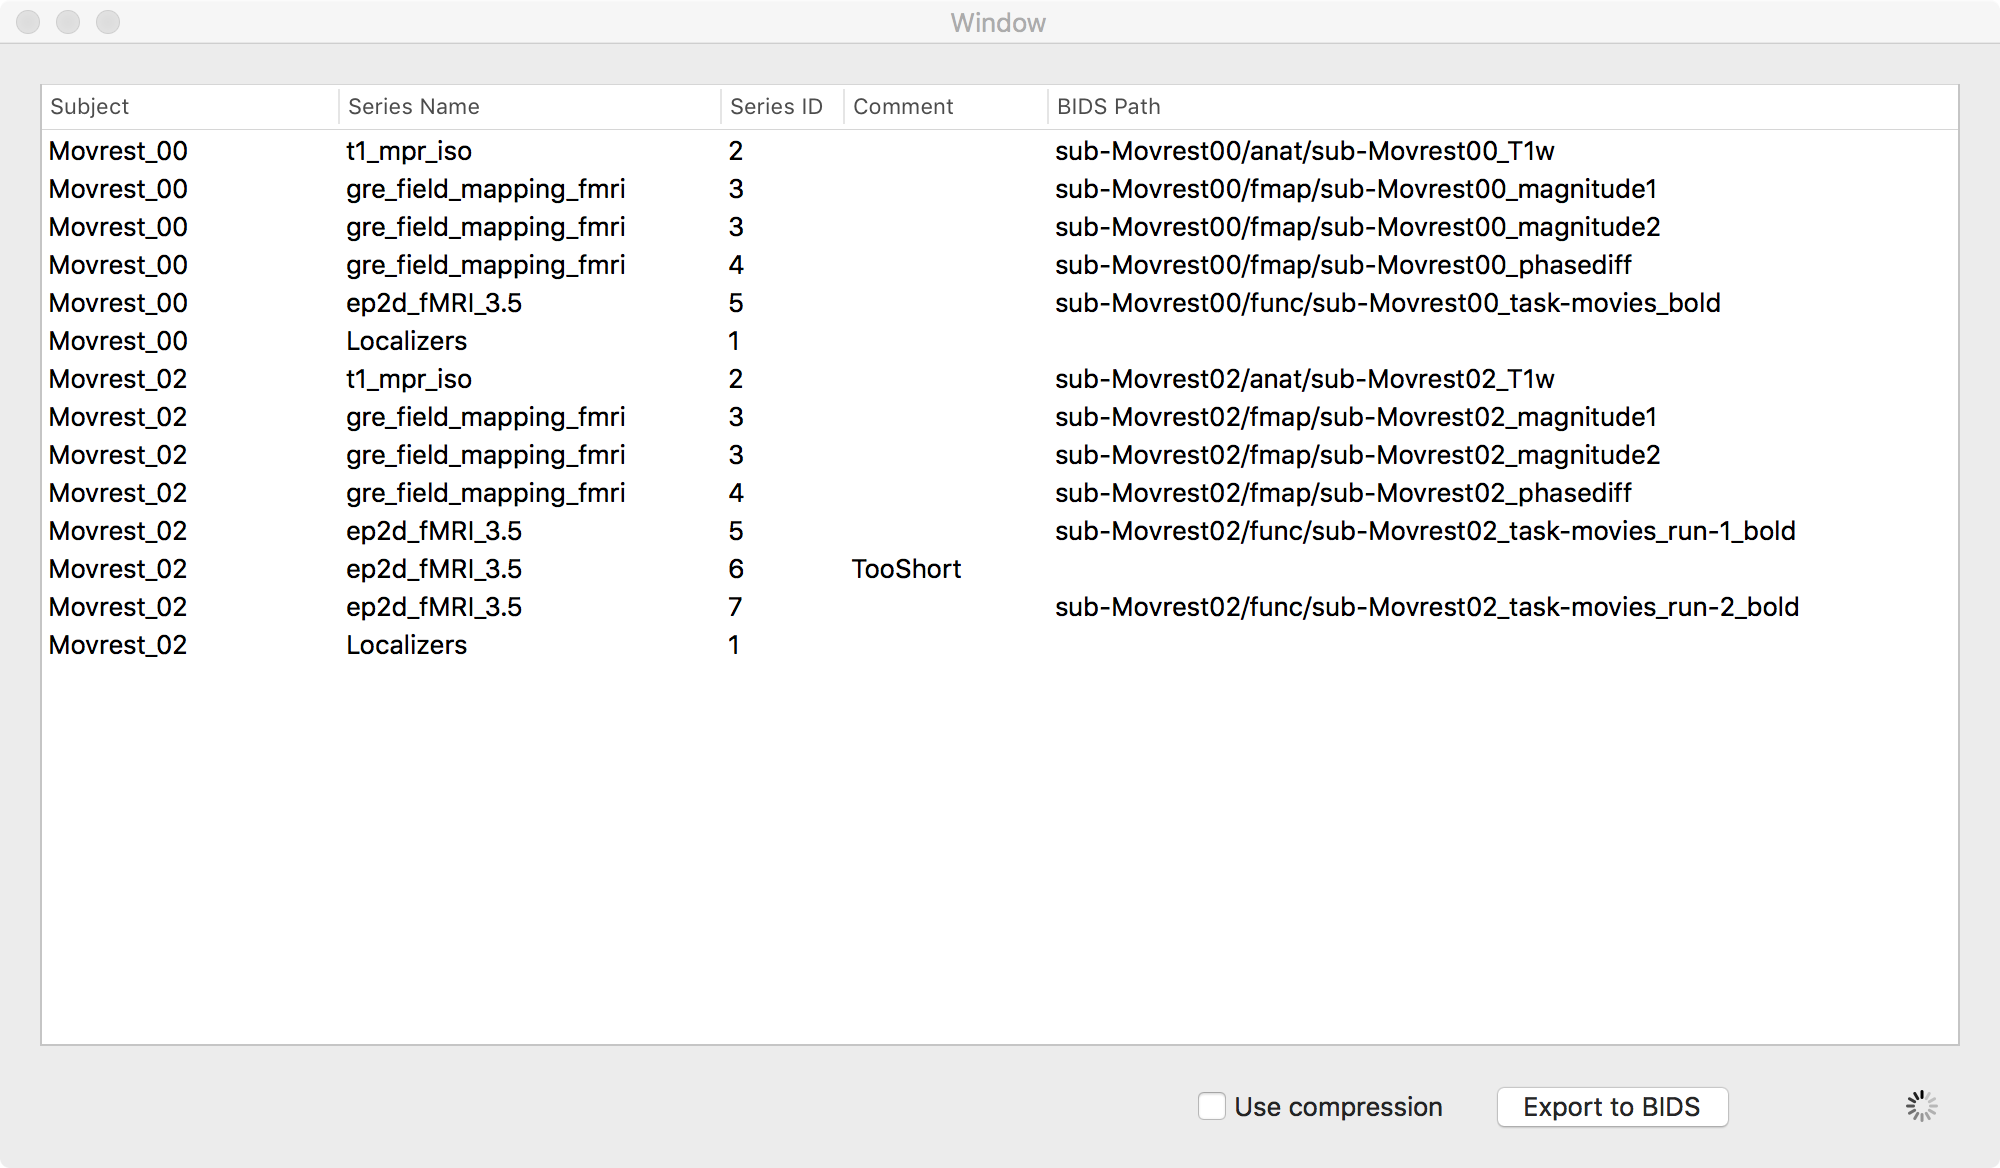 Window
Subject Series Name Series ID Comment BIDS Path
Movrest_00 t1_mpr_iso 2 sub-Movrest00/anat/sub-Movrest00_T1w
Movrest_00 gre_field_mapping_fmri 3 sub-Movrest00/fmap/sub-Movrest00_magnitude1
Movrest_00 gre_field_mapping_fmri 3 sub-Movrest00/fmap/sub-Movrest00_magnitude2
Movrest_00 gre_field_mapping_fmri 4 sub-Movrest00/fmap/sub-Movrest00_phasediff
Movrest_00 ep2d_fMRI_3.5 5 sub-Movrest00/func/sub-Movrest00_task-movies_bold
Movrest_00 Localizers 1
Movrest_02 t1_mpr_iso 2 sub-Movrest02/anat/sub-Movrest02_T1w
Movrest_02 gre_field_mapping_fmri 3 sub-Movrest02/fmap/sub-Movrest02_magnitude1
Movrest_02 gre_field_mapping_fmri 3 sub-Movrest02/fmap/sub-Movrest02_magnitude2
Movrest_02 gre_field_mapping_fmri 4 sub-Movrest02/fmap/sub-Movrest02_phasediff
Movrest_02 ep2d_fMRI_3.5 5 sub-Movrest02/func/sub-Movrest02_task-movies_run-1_bold
Movrest_02 ep2d_fMRI_3.5 6 TooShort
Movrest_02 ep2d_fMRI_3.5 7 sub-Movrest02/func/sub-Movrest02_task-movies_run-2_bold
Movrest_02 Localizers 1
Use compression Export to BIDS